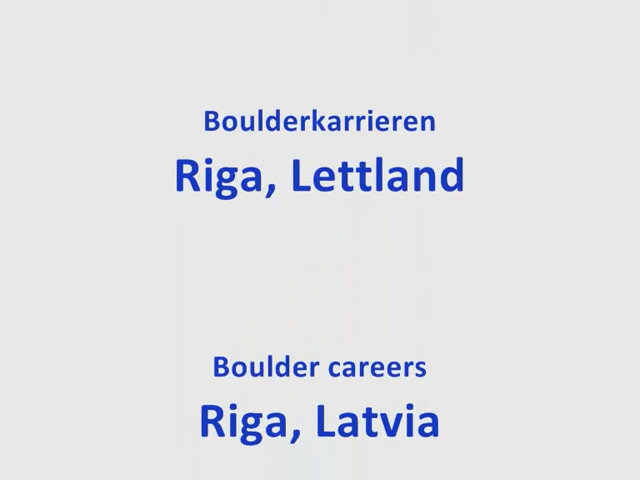 Boulderkarrieren
Riga, Lettland
Boulder careers
Riga, Latvia